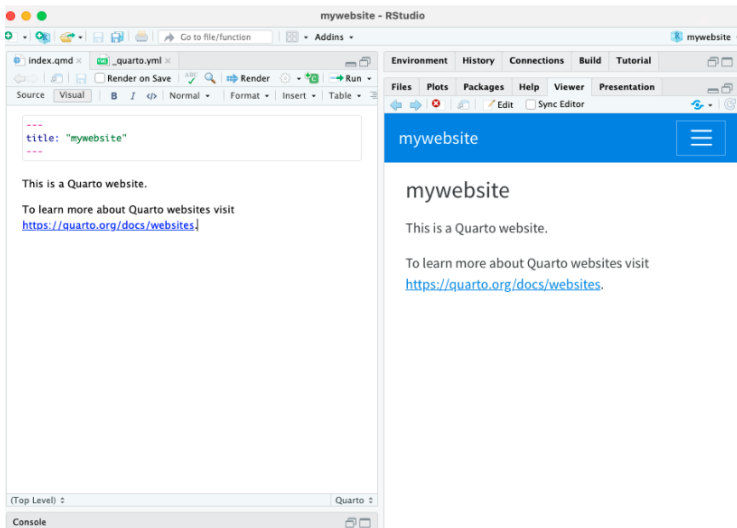 mywebsite - RStudio
Go to file/function Addins mywebsite
index.qmd _quarto.yml
Render on Save ABC Render Run
Source Visual B I </> Normal Format Insert Table
---
title: "mywebsite"
---
This is a Quarto website.
To learn more about Quarto websites visit
https://quarto.org/docs/websites.
(Top Level) Quarto
Console
Environment History Connections Build Tutorial
Files Plots Packages Help Viewer Presentation
Edit Sync Editor
mywebsite
mywebsite
This is a Quarto website.
To learn more about Quarto websites visit
https://quarto.org/docs/websites.